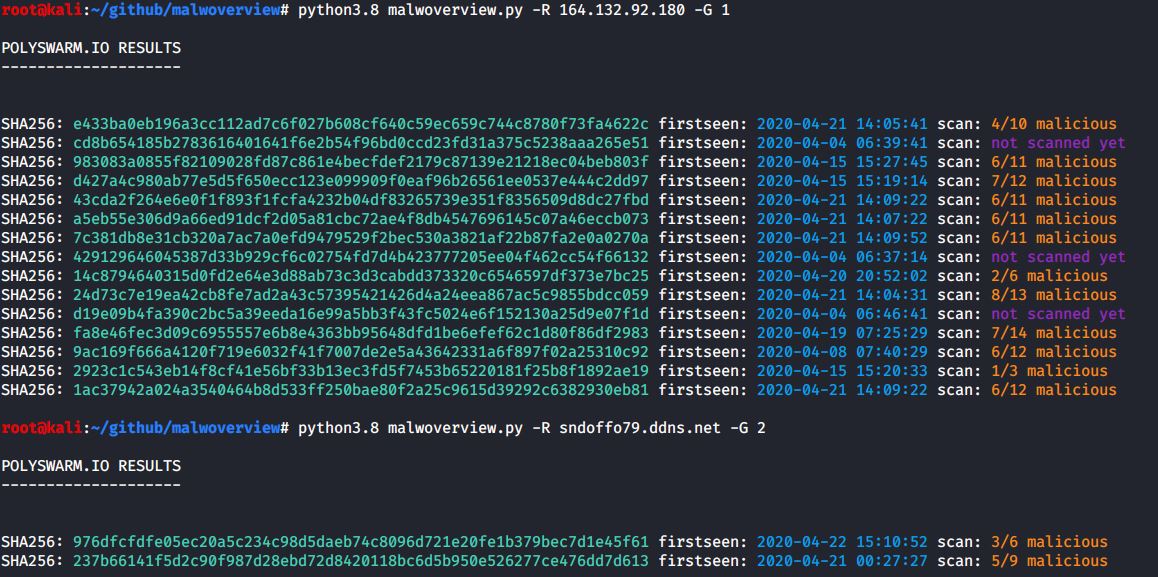 root@kali:~/github/malwoverview# python3.8 malwoverview.py -R 164.132.92.180 -G 1
POLYSWARM.IO RESULTS
--------------------
SHA256: e433ba0eb196a3cc112ad7c6f027b608cf640c59ec659c744c8780f73fa4622c firstseen: 2020-04-21 14:05:41 scan: 4/10 malicious
SHA256: cd8b654185b2783616401641f6e2b54f96bd0ccd23fd31a375c5238aaa265e51 firstseen: 2020-04-04 06:39:41 scan: not scanned yet
SHA256: 983083a0855f82109028fd87c861e4becfdef2179c87139e21218ec04beb803f firstseen: 2020-04-15 15:27:45 scan: 6/11 malicious
SHA256: d427a4c980ab77e5d5f650ecc123e099909f0eaf96b26561ee0537e444c2dd97 firstseen: 2020-04-15 15:19:14 scan: 7/12 malicious
SHA256: 43cda2f264e6e0f1f893f1fcfa4232b04df83265739e351f8356509d8dc27fbd firstseen: 2020-04-21 14:09:22 scan: 6/11 malicious
SHA256: a5eb55e306d9a66ed91dcf2d05a81cbc72ae4f8db4547696145c07a46eccb073 firstseen: 2020-04-21 14:07:22 scan: 6/11 malicious
SHA256: 7c381db8e31cb320a7ac7a0efd9479529f2bec530a3821af22b87fa2e0a0270a firstseen: 2020-04-21 14:09:52 scan: 6/11 malicious
SHA256: 429129646045387d33b929cf6c02754fd7d4b423777205ee04f462cc54f66132 firstseen: 2020-04-04 06:37:14 scan: not scanned yet
SHA256: 14c8794640315d0fd2e64e3d88ab73c3d3cabdd373320c6546597df373e7bc25 firstseen: 2020-04-20 20:52:02 scan: 2/6 malicious
SHA256: 24d73c7e19ea42cb8fe7ad2a43c57395421426d4a24eea867ac5c9855bdcc059 firstseen: 2020-04-21 14:04:31 scan: 8/13 malicious
SHA256: d19e09b4fa390c2bc5a39eeda16e99a5bb3f43fc5024e6f152130a25d9e07f1d firstseen: 2020-04-04 06:46:41 scan: not scanned yet
SHA256: fa8e46fec3d09c6955557e6b8e4363bb95648dfd1be6efef62c1d80f86df2983 firstseen: 2020-04-19 07:25:29 scan: 7/14 malicious
SHA256: 9ac169f666a4120f719e6032f41f7007de2e5a43642331a6f897f02a25310c92 firstseen: 2020-04-08 07:40:29 scan: 6/12 malicious
SHA256: 2923c1c543eb14f8cf41e56bf33b13ec3fd5f7453b65220181f25b8f1892ae19 firstseen: 2020-04-15 15:20:33 scan: 1/3 malicious
SHA256: 1ac37942a024a3540464b8d533ff250bae80f2a25c9615d39292c6382930eb81 firstseen: 2020-04-21 14:09:22 scan: 6/12 malicious
root@kali:~/github/malwoverview# python3.8 malwoverview.py -R sndoffo79.ddns.net -G 2
POLYSWARM.IO RESULTS
--------------------
SHA256: 976dfcfdfe05ec20a5c234c98d5daeb74c8096d721e20fe1b379bec7d1e45f61 firstseen: 2020-04-22 15:10:52 scan: 3/6 malicious
SHA256: 237b66141f5d2c90f987d28ebd72d8420118bc6d5b950e526277ce476dd7d613 firstseen: 2020-04-21 00:27:27 scan: 5/9 malicious